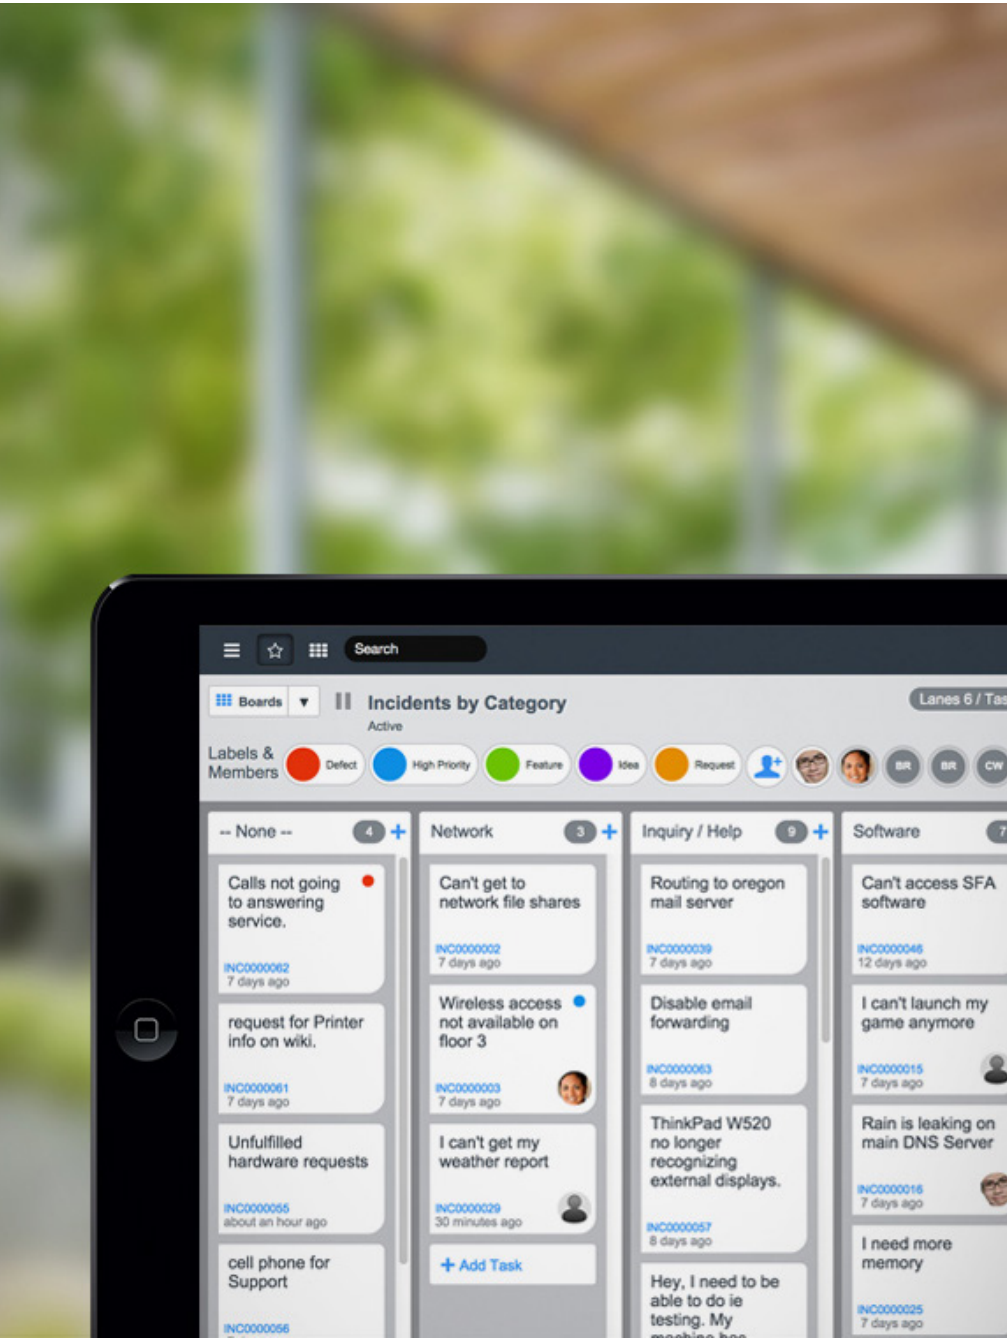 Search
Boards
Incidents by Category
Active
Lanes 6 /
Labels &
Members
Defect
High Priority
Feature
Idea
Request
BR
BR
CW
-- None --
4
Calls not going
to answering
service.
INC0000062
7 days ago
request for Printer
info on wiki.
INC0000061
7 days ago
Unfulfilled
hardware requests
INC0000055
about an hour ago
cell phone for
Support
INC0000056
Network
3
Can't get to
network file shares
INC0000002
7 days ago
Wireless access
not available on
floor 3
INC0000003
7 days ago
I can't get my
weather report
INC0000029
30 minutes ago
+ Add Task
Inquiry / Help
9
Routing to oregon
mail server
INC0000039
7 days ago
Disable email
forwarding
INC0000063
8 days ago
ThinkPad W520
no longer
recognizing
external displays.
INC0000057
8 days ago
Hey, I need to be
able to do ie
testing. My
machine has
Software
7
Can't access SFA
software
INC0000046
12 days ago
I can't launch my
game anymore
INC0000015
7 days ago
Rain is leaking on
main DNS Server
INC0000016
7 days ago
I need more
memory
INC0000025
7 days ago